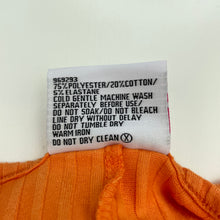 969293
75%POLYESTER/20%COTTON/
5%ELASTANE
COLD GENTLE MACHINE WASH
SEPARATELY BEFORE USE
DO NOT SOAK/DO NOT BLEACH
LINE DRY WITHOUT DELAY
DO NOT TUMBLE DRY
WARM IRON
DO NOT DRY CLEAN Ⓧ